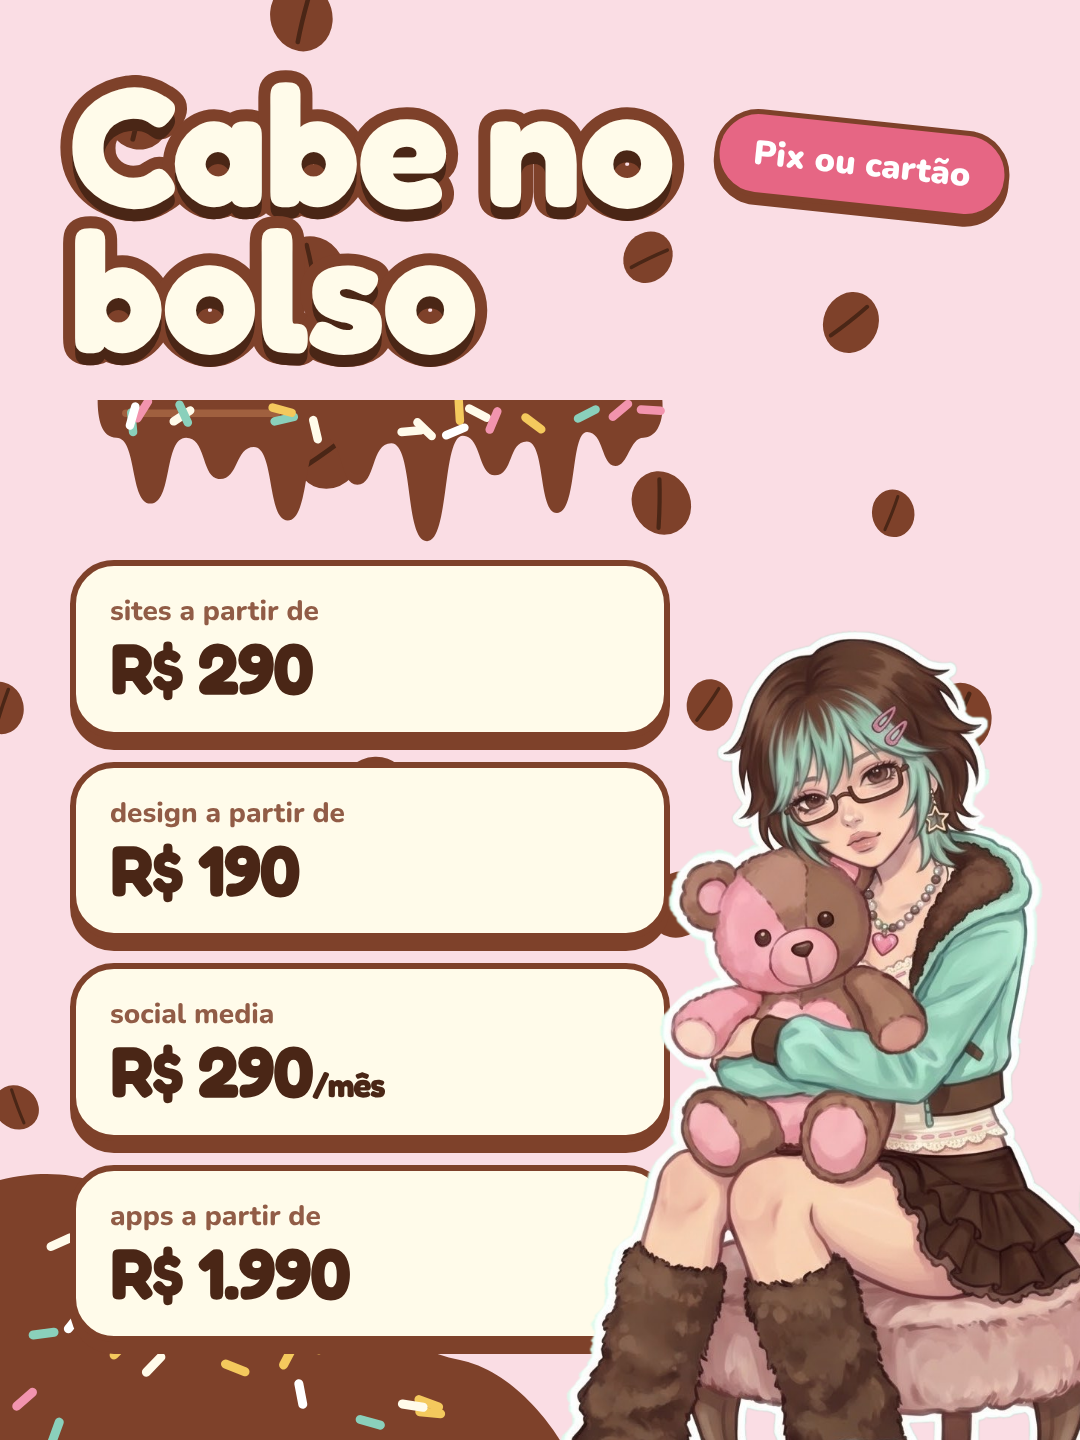 Cabe no
bolso
Pix ou cartão
sites a partir de
R$ 290
design a partir de
R$ 190
social media
R$ 290/mês
apps a partir de
R$ 1.990